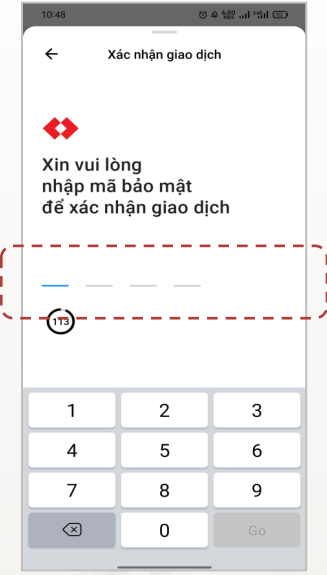 10:48
Xác nhận giao dịch
Xin vui lòng
nhập mã bảo mật
để xác nhận giao dịch
113
1 2 3
4 5 6
7 8 9
0 Go